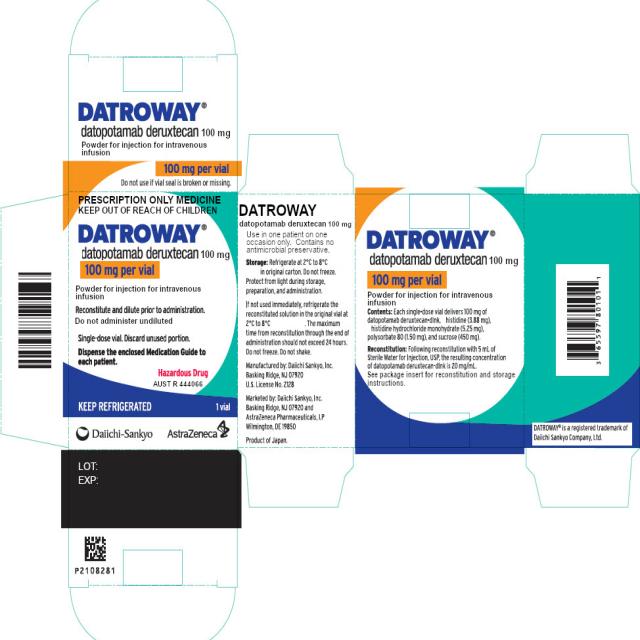 DATROWAY®
datopotamab deruxtecan 100 mg
Powder for injection for intravenous
infusion
100 mg per vial
Do not use if vial seal is broken or missing.
PRESCRIPTION ONLY MEDICINE
KEEP OUT OF REACH OF CHILDREN
DATROWAY®
datopotamab deruxtecan 100 mg
100 mg per vial
Powder for injection for intravenous
infusion
Reconstitute and dilute prior to administration.
Do not administer undiluted
Single-dose vial. Discard unused portion.
Dispense the enclosed Medication Guide to
each patient.
Hazardous Drug
AUST R 444066
KEEP REFRIGERATED 1 vial
Daiichi-Sankyo AstraZeneca
LOT:
EXP:
P2108281
DATROWAY
datopotamab deruxtecan 100 mg
Use in one patient on one
occasion only. Contains no
antimicrobial preservative.
Storage: Refrigerate at 2°C to 8°C
in original carton. Do not freeze.
Protect from light during storage,
preparation, and administration.
If not used immediately, refrigerate the
reconstituted solution in the original vial at
2°C to 8°C . The maximum
time from reconstitution through the end of
administration should not exceed 24 hours.
Do not freeze. Do not shake.
Manufactured by: Daiichi Sankyo, Inc.
Basking Ridge, NJ 07920
U.S. License No. 2128
Marketed by: Daiichi Sankyo, Inc.
Basking Ridge, NJ 07920 and
AstraZeneca Pharmaceuticals, LP
Wilmington, DE 19850
Product of Japan.
DATROWAY®
datopotamab deruxtecan 100 mg
100 mg per vial
Powder for injection for intravenous
infusion
Contents: Each single-dose vial delivers 100 mg of
datopotamab deruxtecan-dlnk, histidine (3.88 mg),
histidine hydrochloride monohydrate (5.25 mg),
polysorbate 80 (1.50 mg), and sucrose (450 mg).
Reconstitution: Following reconstitution with 5 mL of
Sterile Water for Injection, USP, the resulting concentration
of datopotamab deruxtecan-dlnk is 20 mg/mL.
See package insert for reconstitution and storage
instructions.
3 65597 80101 1
DATROWAY® is a registered trademark of
Daiichi Sankyo Company, Ltd.